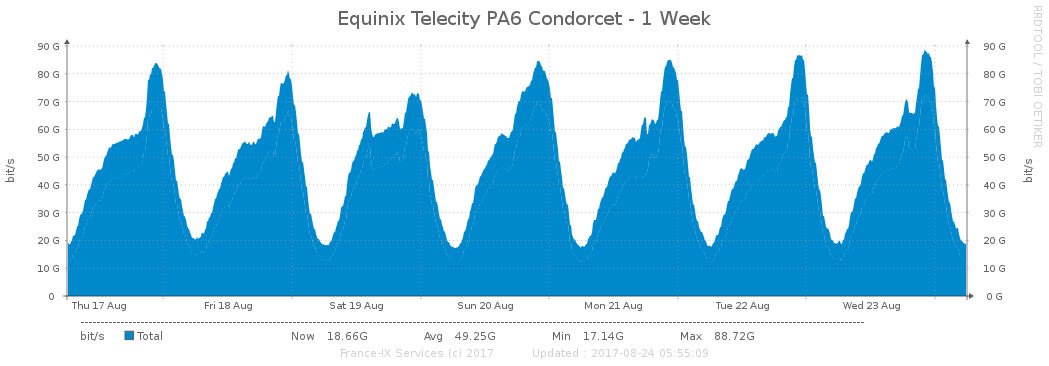 Equinix Telecity PA6 Condorcet - 1 Week
RRDTOOL / TOBI OETIKER
90 G 90 G
80 G 80 G
70 G 70 G
60 G 60 G
50 G 50 G
40 G 40 G
30 G 30 G
20 G 20 G
10 G 10 G
0 0 G
bit/s
bit/s
Thu 17 Aug Fri 18 Aug Sat 19 Aug Sun 20 Aug Mon 21 Aug Tue 22 Aug Wed 23 Aug
bit/s Total Now 18.66G Avg 49.25G Min 17.14G Max 88.72G
France-IX Services (c) 2017 Updated : 2017-08-24 05:55:09